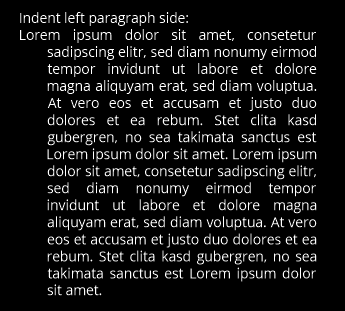 Indent left paragraph side:
Lorem ipsum dolor sit amet, consetetur
sadipscing elitr, sed diam nonumy eirmod
tempor invidunt ut labore et dolore
magna aliquyam erat, sed diam voluptua.
At vero eos et accusam et justo duo
dolores et ea rebum. Stet clita kasd
gubergren, no sea takimata sanctus est
Lorem ipsum dolor sit amet. Lorem ipsum
dolor sit amet, consetetur sadipscing elitr,
sed diam nonumy eirmod tempor
invidunt ut labore et dolore magna
aliquyam erat, sed diam voluptua. At vero
eos et accusam et justo duo dolores et ea
rebum. Stet clita kasd gubergren, no sea
takimata sanctus est Lorem ipsum dolor
sit amet.